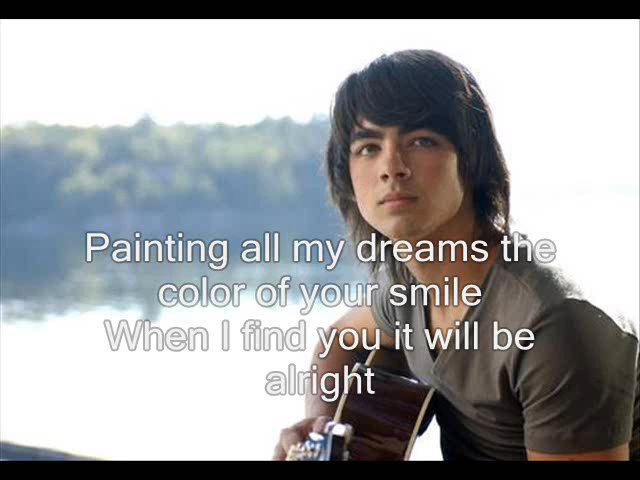 Painting all my dreams the
color of your smile
When I find you it will be
alright